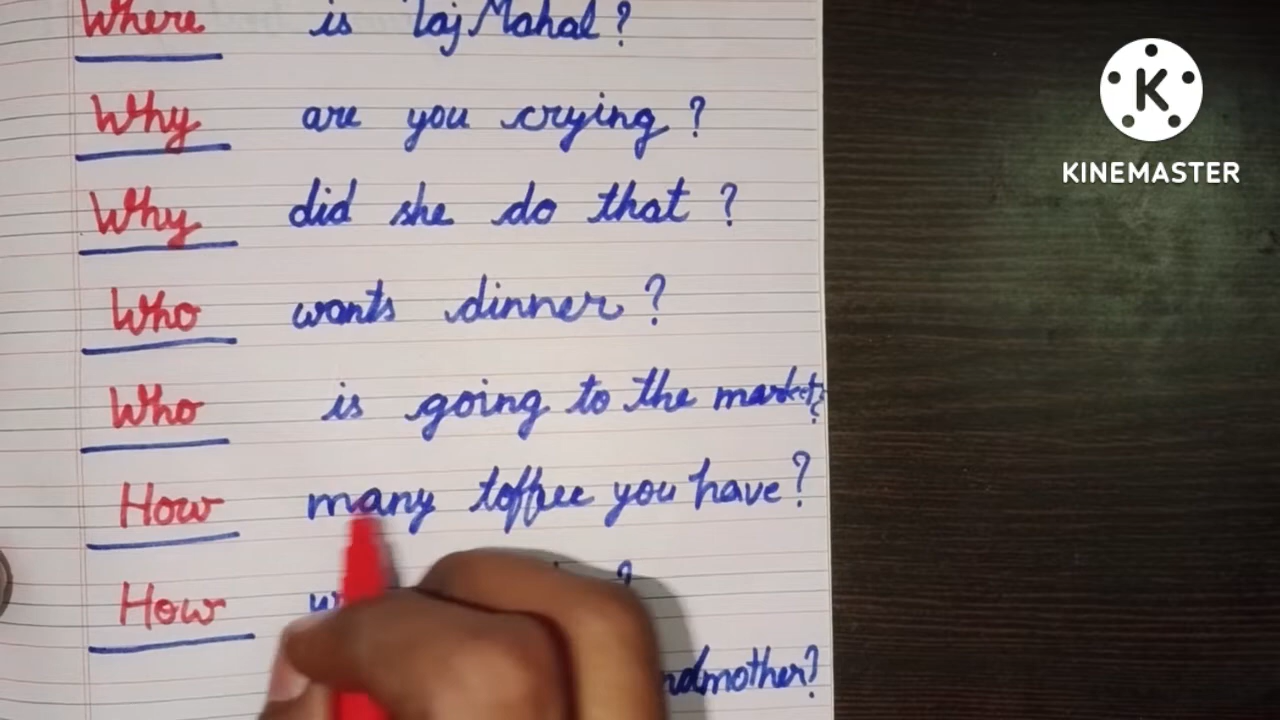 Where is Taj Mahal?
Why are you crying?
Why did she do that?
Who wants dinner?
Who is going to the market?
How many toffee you have?
How ?
?
K
KINEMASTER